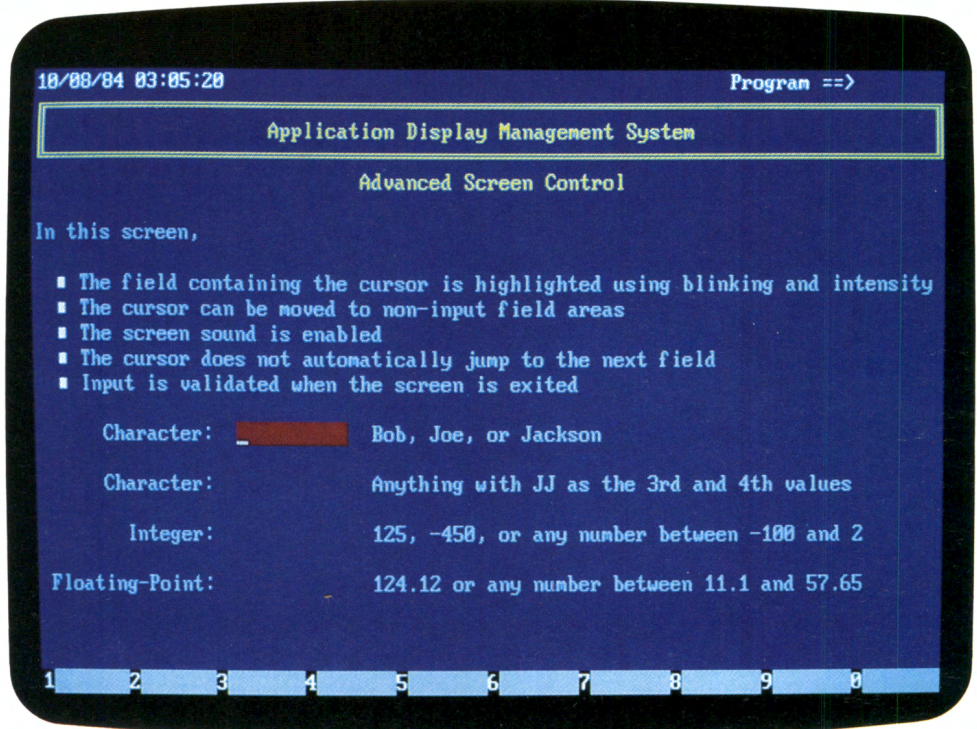 10/08/84 03:05:20 Program ==>
Application Display Management System
Advanced Screen Control
In this screen,
▪ The field containing the cursor is highlighted using blinking and intensity
▪ The cursor can be moved to non-input field areas
▪ The screen sound is enabled
▪ The cursor does not automatically jump to the next field
▪ Input is validated when the screen is exited
Character: _ Bob, Joe, or Jackson
Character: Anything with JJ as the 3rd and 4th values
Integer: 125, -450, or any number between -100 and 2
Floating-Point: 124.12 or any number between 11.1 and 57.65
1 2 3 4 5 6 7 8 9 0